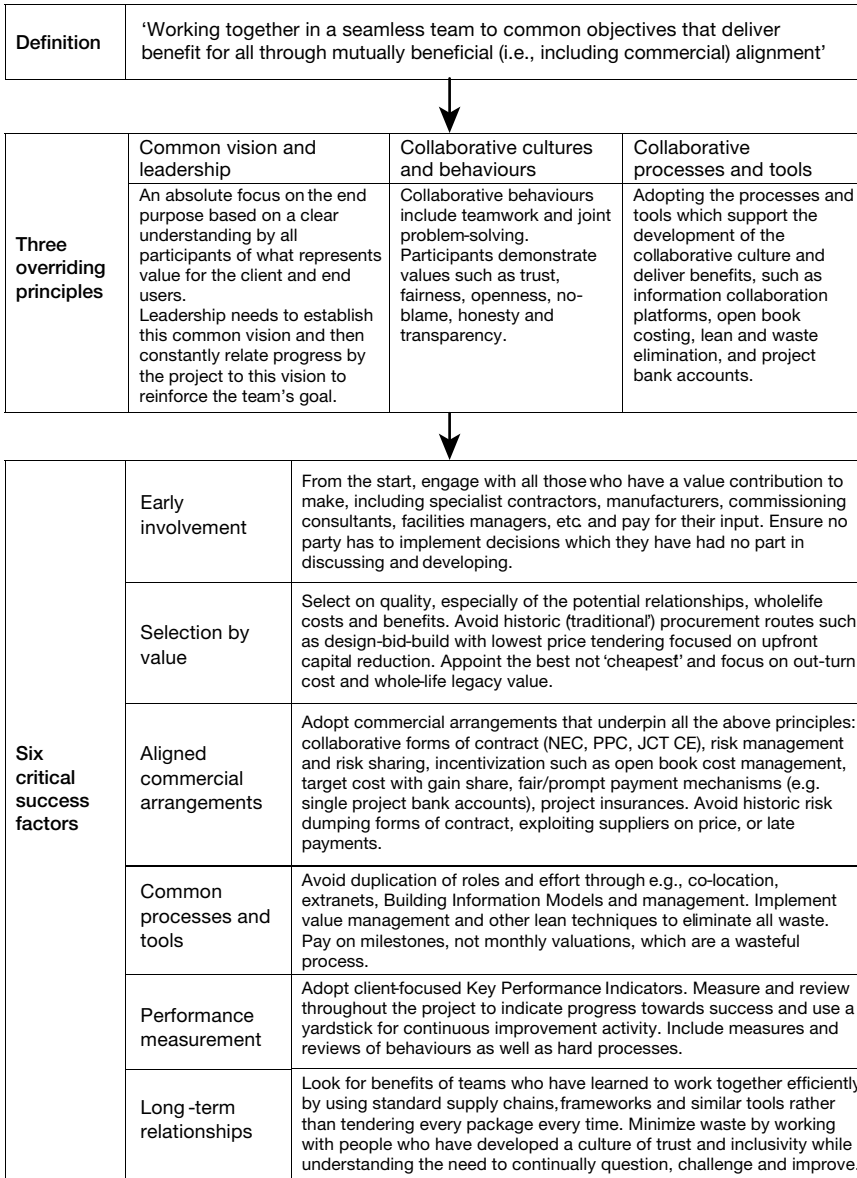 Definition
‘Working together in a seamless team to common objectives that deliver
benefit for all through mutually beneficial (i.e., including commercial) alignment’
Three
overriding
principles
Common vision and
leadership
An absolute focus on the end
purpose based on a clear
understanding by all
participants of what represents
value for the client and end
users.
Leadership needs to establish
this common vision and then
constantly relate progress by
the project to this vision to
reinforce the team’s goal.
Collaborative cultures
and behaviours
Collaborative behaviours
include teamwork and joint
problem-solving.
Participants demonstrate
values such as trust,
fairness, openness, no-
blame, honesty and
transparency.
Collaborative
processes and tools
Adopting the processes and
tools which support the
development of the
collaborative culture and
deliver benefits, such as
information collaboration
platforms, open book
costing, lean and waste
elimination, and project
bank accounts.
Six
critical
success
factors
Early
involvement
From the start, engage with all those who have a value contribution to
make, including specialist contractors, manufacturers, commissioning
consultants, facilities managers, etc. and pay for their input. Ensure no
party has to implement decisions which they have had no part in
discussing and developing.
Selection by
value
Select on quality, especially of the potential relationships, wholelife
costs and benefits. Avoid historic (‘traditional’) procurement routes such
as design-bid-build with lowest price tendering focused on upfront
capital reduction. Appoint the best not ‘cheapest’ and focus on out-turn
cost and whole-life legacy value.
Aligned
commercial
arrangements
Adopt commercial arrangements that underpin all the above principles:
collaborative forms of contract (NEC, PPC, JCT CE), risk management
and risk sharing, incentivization such as open book cost management,
target cost with gain share, fair/prompt payment mechanisms (e.g.
single project bank accounts), project insurances. Avoid historic risk
dumping forms of contract, exploiting suppliers on price, or late
payments.
Common
processes and
tools
Avoid duplication of roles and effort through e.g., co-location,
extranets, Building Information Models and management. Implement
value management and other lean techniques to eliminate all waste.
Pay on milestones, not monthly valuations, which are a wasteful
process.
Performance
measurement
Adopt client-focused Key Performance Indicators. Measure and review
throughout the project to indicate progress towards success and use a
yardstick for continuous improvement activity. Include measures and
reviews of behaviours as well as hard processes.
Long-term
relationships
Look for benefits of teams who have learned to work together efficiently
by using standard supply chains, frameworks and similar tools rather
than tendering every package every time. Minimize waste by working
with people who have developed a culture of trust and inclusivity while
understanding the need to continually question, challenge and improve.